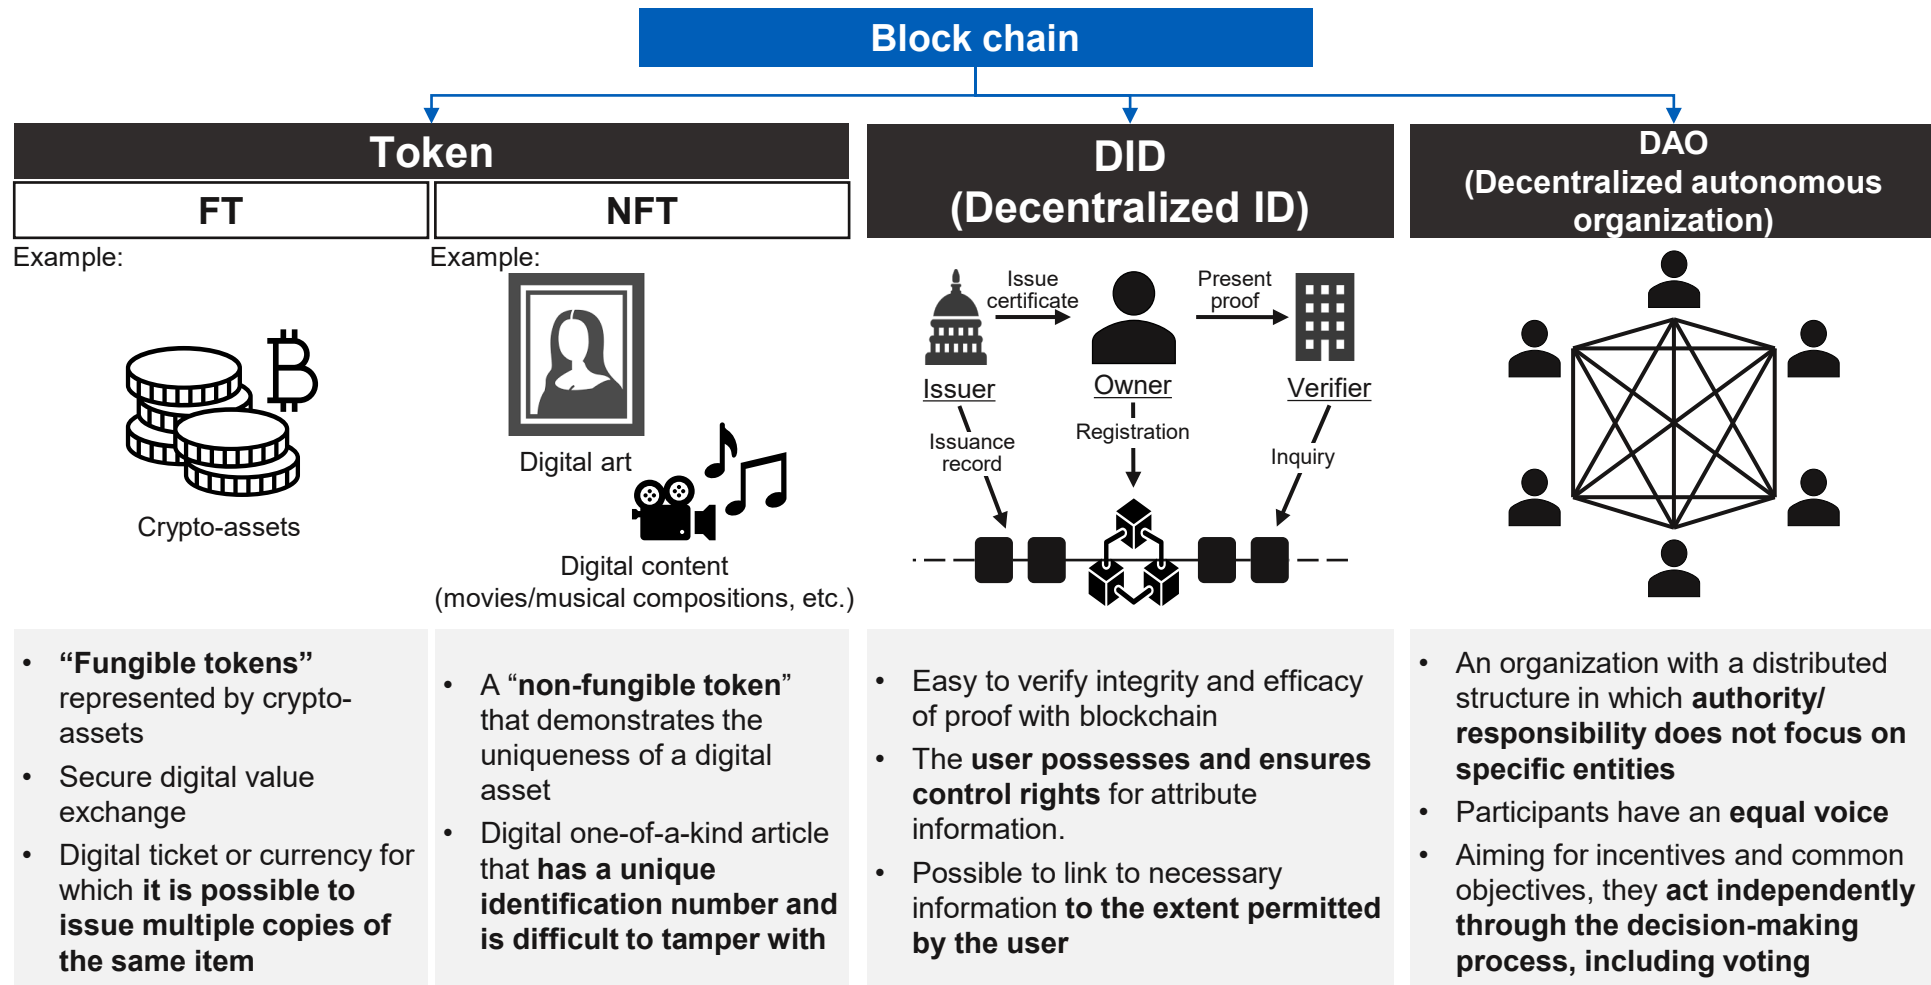 Block chain
Token
FT
NFT
Example:
Crypto-assets
Example:
Digital art
Digital content
(movies/musical compositions, etc.)
• “Fungible tokens”
represented by crypto-
assets
• Secure digital value
exchange
• Digital ticket or currency for
which it is possible to
issue multiple copies of
the same item
• A “non-fungible token”
that demonstrates the
uniqueness of a digital
asset
• Digital one-of-a-kind article
that has a unique
identification number and
is difficult to tamper with
DID
(Decentralized ID)
Issue
certificate
Present
proof
Issuer
Owner
Verifier
Issuance
record
Registration
Inquiry
• Easy to verify integrity and efficacy
of proof with blockchain
• The user possesses and ensures
control rights for attribute
information.
• Possible to link to necessary
information to the extent permitted
by the user
DAO
(Decentralized autonomous
organization)
• An organization with a distributed
structure in which authority/
responsibility does not focus on
specific entities
• Participants have an equal voice
• Aiming for incentives and common
objectives, they act independently
through the decision-making
process, including voting